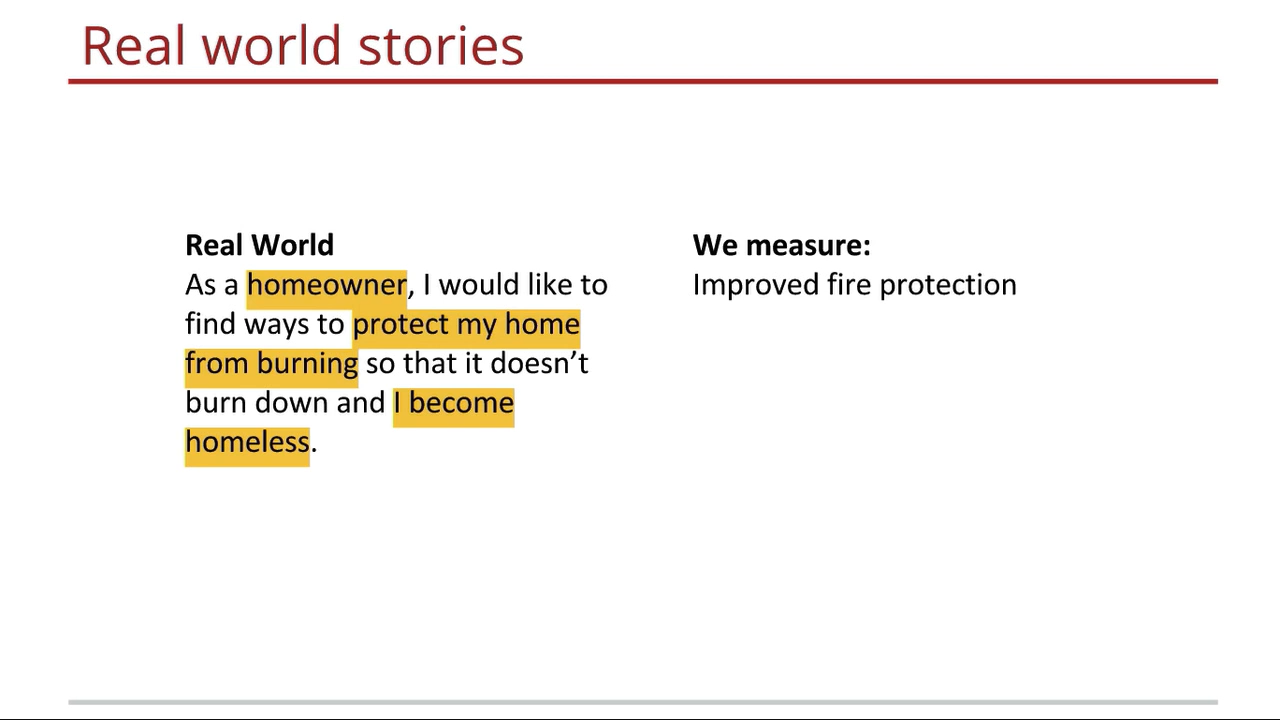 Real world stories
Real World
As a homeowner, I would like to
find ways to protect my home
from burning so that it doesn’t
burn down and I become
homeless.
We measure:
Improved fire protection